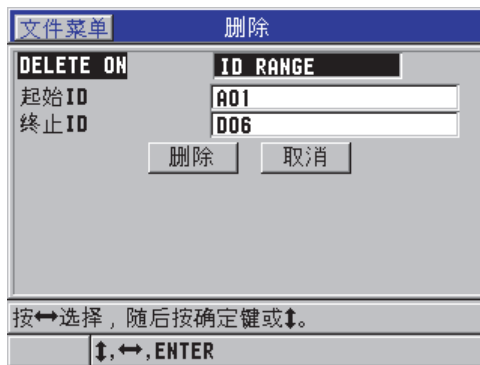 文件菜单 删除
DELETE ON ID RANGE
起始ID A01
终止ID D06
删除 取消
按↔选择，随后按确定键或↕。
↕,↔,ENTER